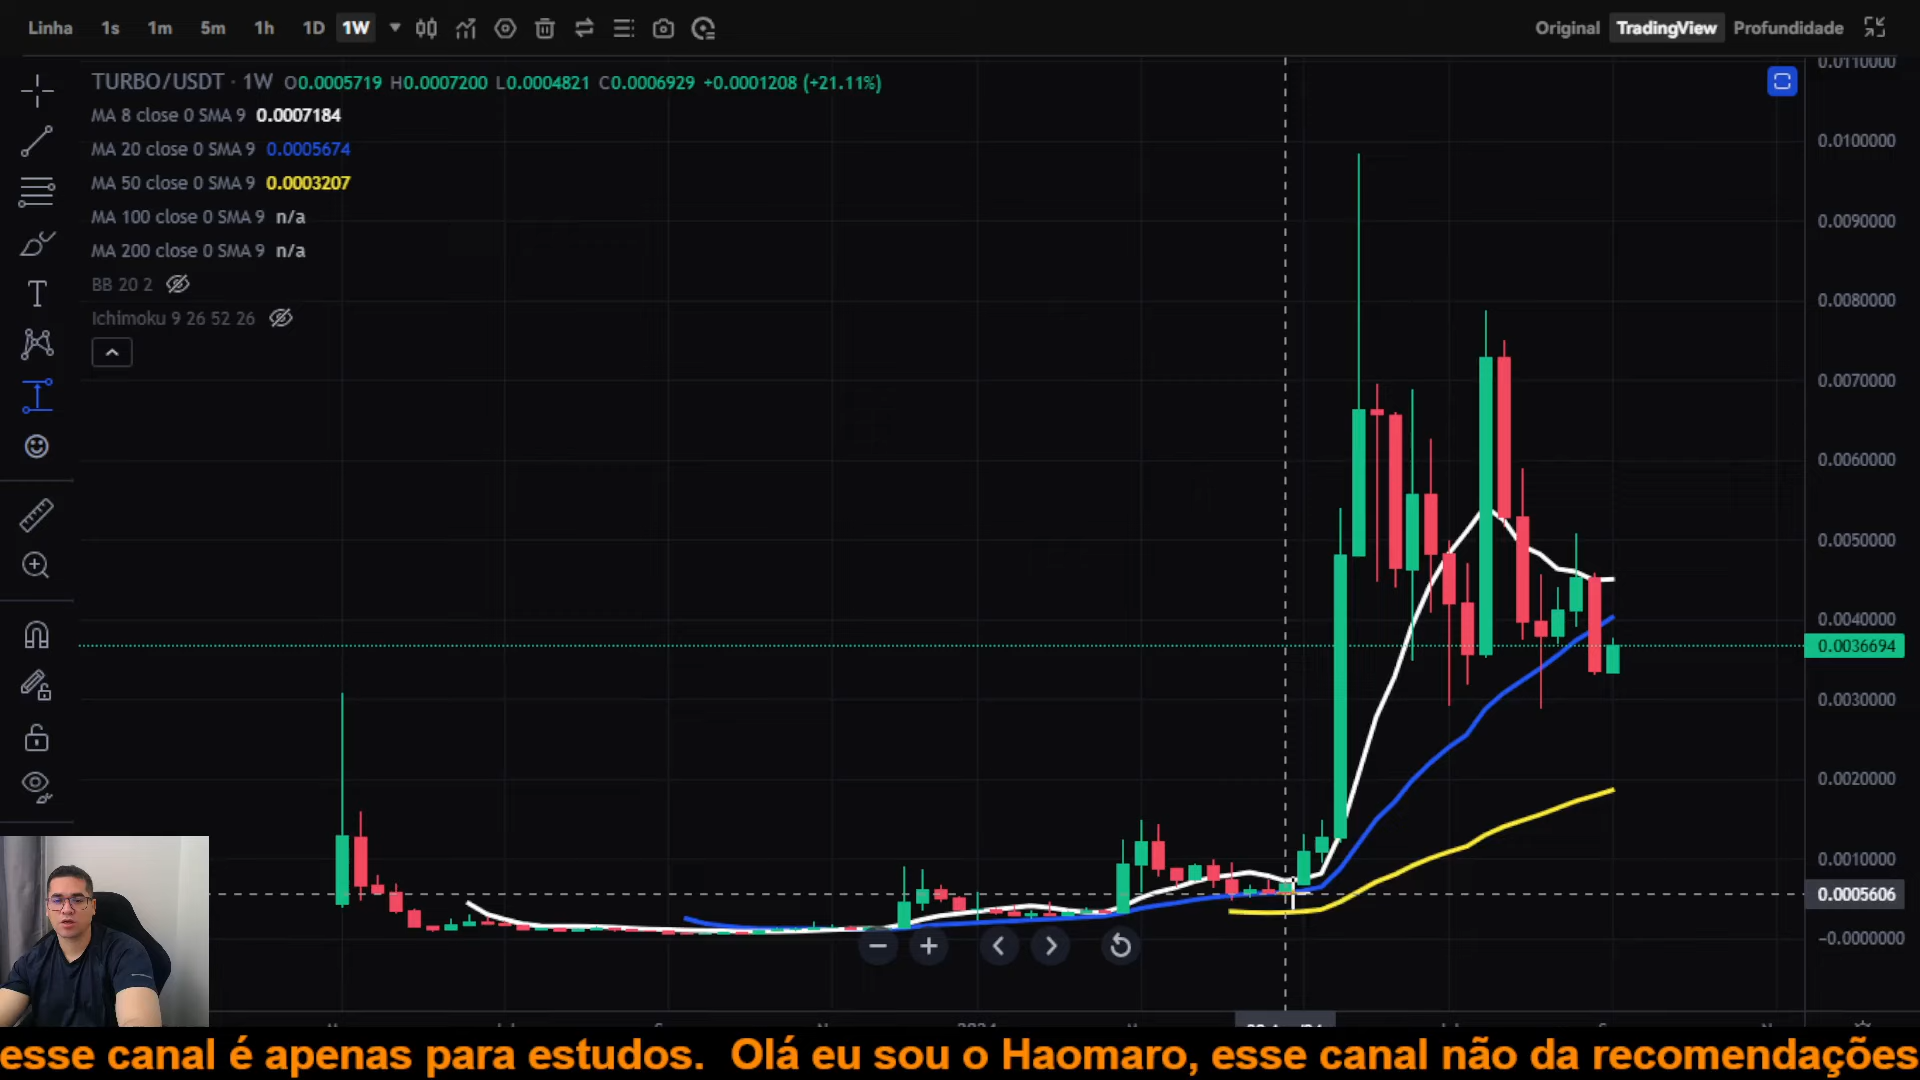 Linha 1s 1m 5m 1h 1D 1W Original TradingView Profundidade
TURBO/USDT · 1W O0.0005719 H0.0007200 L0.0004821 C0.0006929 +0.0001208 (+21.11%)
MA 8 close 0 SMA 9 0.0007184
MA 20 close 0 SMA 9 0.0005674
MA 50 close 0 SMA 9 0.0003207
MA 100 close 0 SMA 9 n/a
MA 200 close 0 SMA 9 n/a
BB 20 2
Ichimoku 9 26 52 26
0.0110000
0.0100000
0.0090000
0.0080000
0.0070000
0.0060000
0.0050000
0.0040000
0.0036694
0.0030000
0.0020000
0.0010000
0.0005606
-0.0000000
esse canal é apenas para estudos. Olá eu sou o Haomaro, esse canal não da recomendações